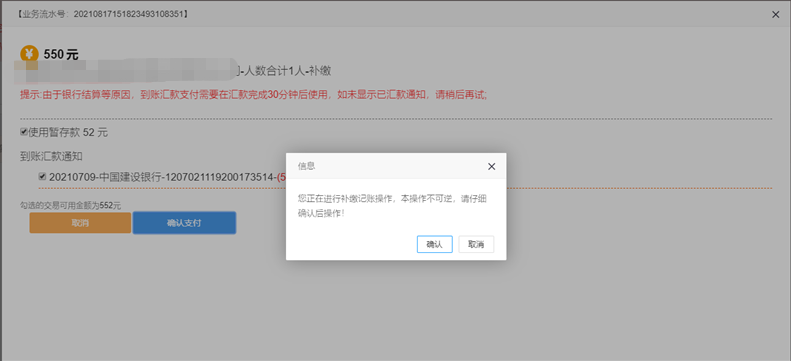 【业务流水号：20210817151823493108351】
550 元
-人数合计1人-补缴
提示:由于银行结算等原因，到账汇款支付需要在汇款完成30分钟后使用，如未显示已汇款通知，请稍后再试;
使用暂存款 52 元
到账汇款通知
20210709-中国建设银行-1207021119200173514-(5
勾选的交易可用金额为552元
取消
确认支付
信息
您正在进行补缴记账操作，本操作不可逆，请仔细
确认后操作！
确认
取消